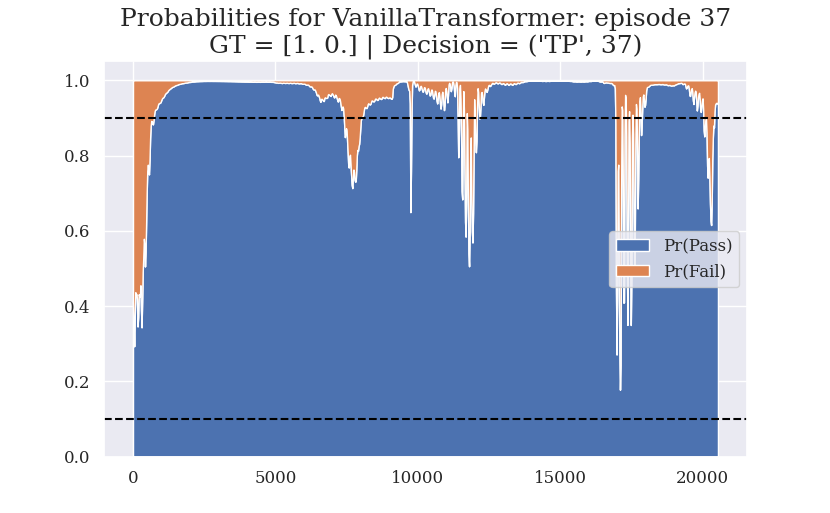 Probabilities for VanillaTransformer: episode 37
GT = [1. 0.] | Decision = ('TP', 37)
1.0
0.8
0.6
0.4
0.2
0.0
Pr(Pass)
Pr(Fail)
0
5000
10000
15000
20000